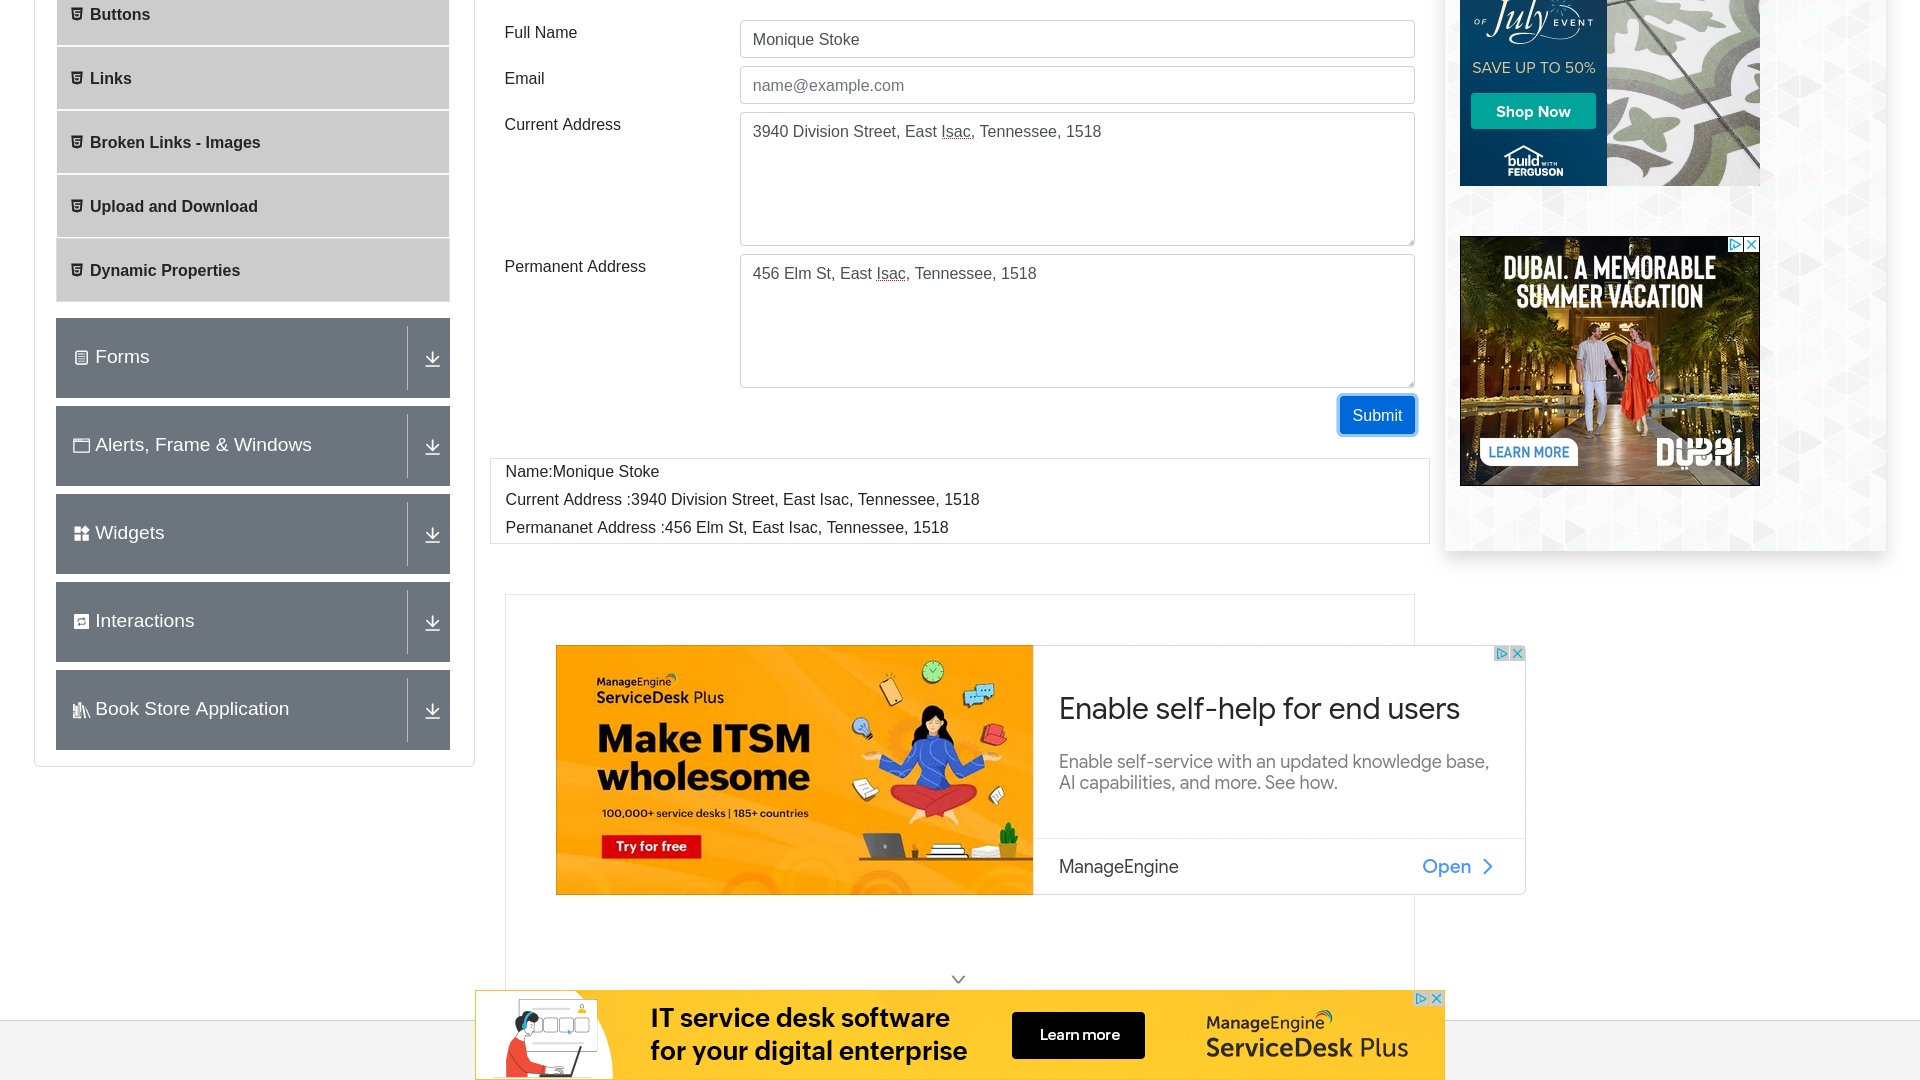 Buttons
Links
Broken Links - Images
Upload and Download
Dynamic Properties
Forms
Alerts, Frame & Windows
Widgets
Interactions
Book Store Application
Full Name
Monique Stoke
Email
name@example.com
Current Address
3940 Division Street, East Isac, Tennessee, 1518
Permanent Address
456 Elm St, East Isac, Tennessee, 1518
Submit
Name:Monique Stoke
Current Address :3940 Division Street, East Isac, Tennessee, 1518
Permananet Address :456 Elm St, East Isac, Tennessee, 1518
OF July EVENT
SAVE UP TO 50%
Shop Now
build WITH
FERGUSON
DUBAI. A MEMORABLE
SUMMER VACATION
LEARN MORE
DUBAI
ManageEngine
ServiceDesk Plus
Make ITSM
wholesome
100,000+ service desks | 185+ countries
Try for free
Enable self-help for end users
Enable self-service with an updated knowledge base,
AI capabilities, and more. See how.
ManageEngine
Open
IT service desk software
for your digital enterprise
Learn more
ManageEngine
ServiceDesk Plus